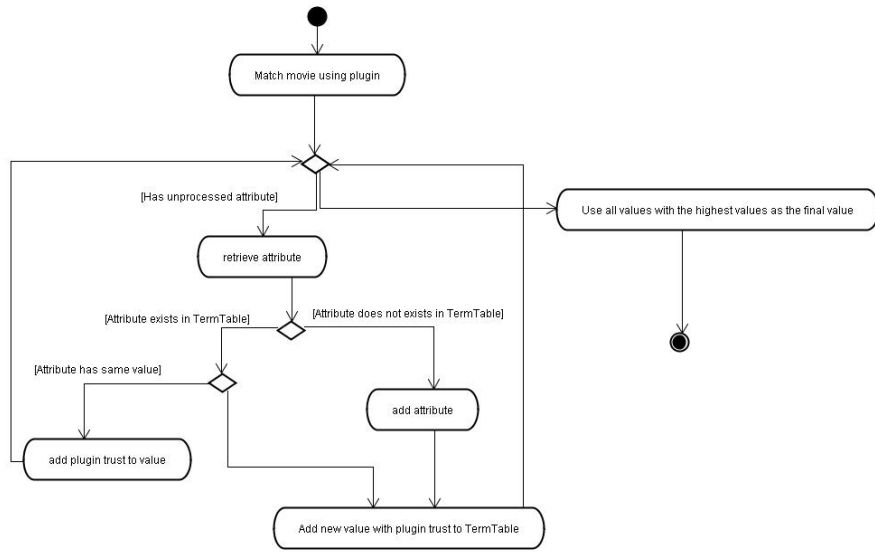 Match movie using plugin
[Has unprocessed attribute]
Use all values with the highest values as the final value
retrieve attribute
[Attribute exists in TermTable]
[Attribute does not exists in TermTable]
[Attribute has same value]
add attribute
add plugin trust to value
Add new value with plugin trust to TermTable